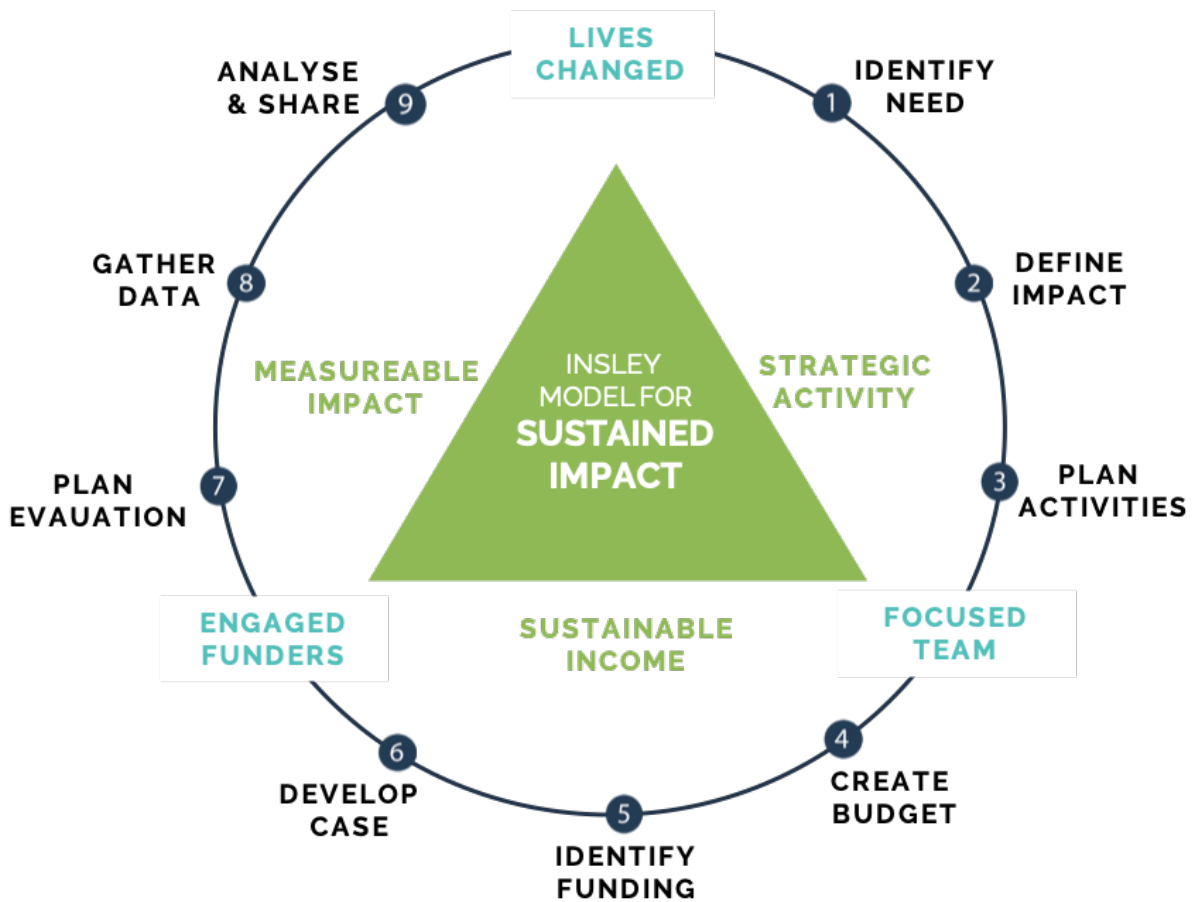 LIVES
CHANGED
1
IDENTIFY
NEED
2
DEFINE
IMPACT
3
PLAN
ACTIVITIES
FOCUSED
TEAM
4
CREATE
BUDGET
5
IDENTIFY
FUNDING
6
DEVELOP
CASE
ENGAGED
FUNDERS
7
PLAN
EVAUATION
8
GATHER
DATA
9
ANALYSE
& SHARE
MEASUREABLE
IMPACT
STRATEGIC
ACTIVITY
SUSTAINABLE
INCOME
INSLEY
MODEL FOR
SUSTAINED
IMPACT